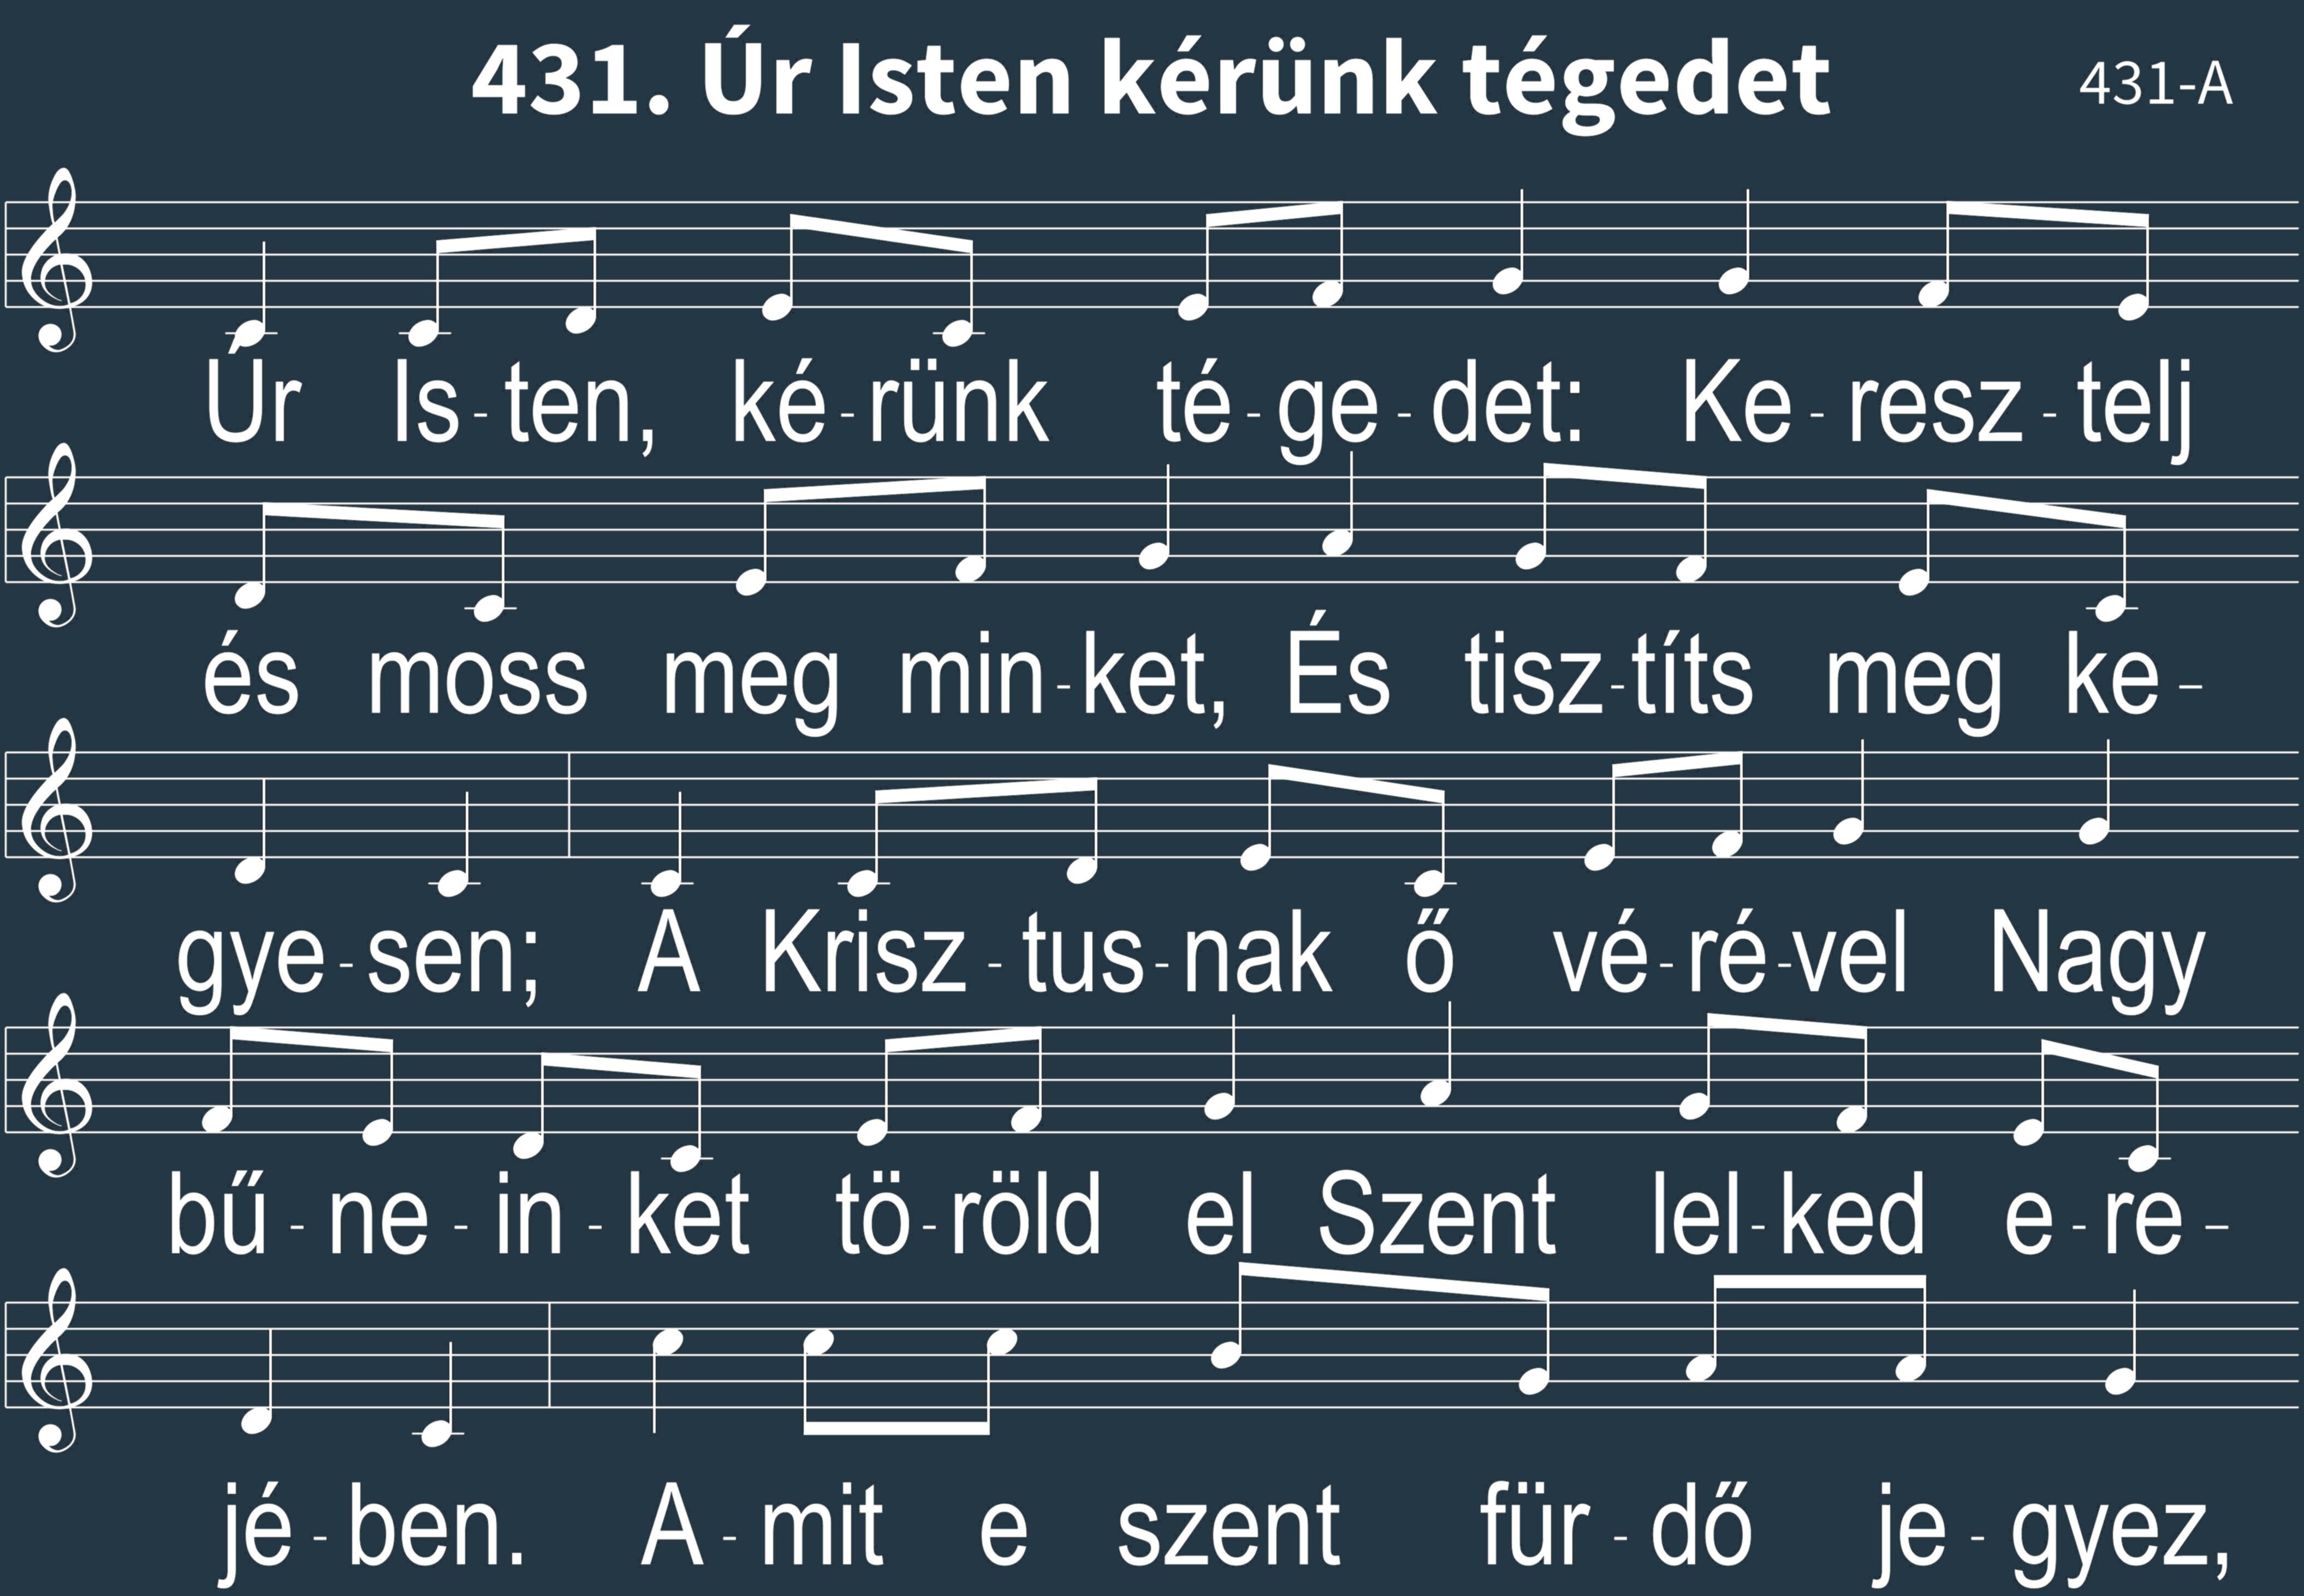 431. Úr Isten kérünk tégedet 431-A
Úr Is-ten, ké-rünk té-ge-det: Ke-resz-telj
és moss meg min-ket, És tisz-títs meg ke-
gye-sen; A Krisz-tus-nak ő vé-ré-vel Nagy
bű-ne-in-ket tö-röld el Szent lel-ked e-re-
jé-ben. A-mit e szent für-dő je-gyez,